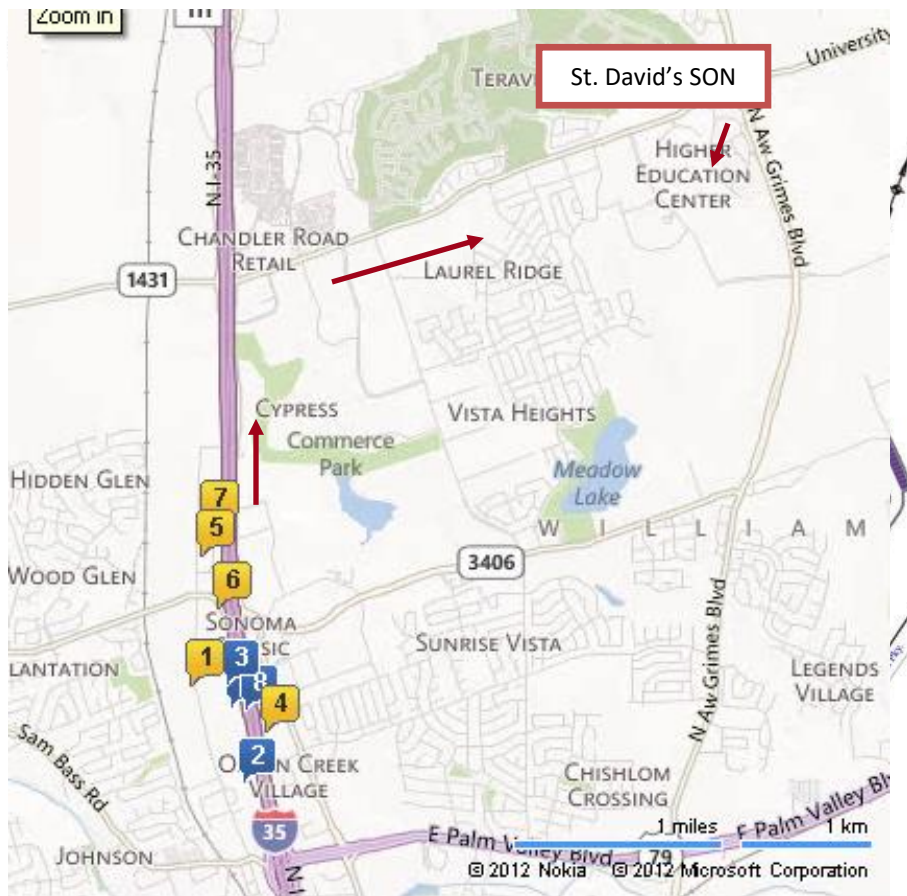 Zoom in
St. David's SON
University
N I-35
HIGHER
EDUCATION
CENTER
N Aw Grimes Blvd
CHANDLER ROAD
RETAIL
LAUREL RIDGE
1431
CYPRESS
Commerce
Park
VISTA HEIGHTS
HIDDEN GLEN
Meadow
Lake
7
5
W I L L I A M
WOOD GLEN
6
3406
SONOMA
1
3
SUNRISE VISTA
LANTATION
8
4
LEGENDS
VILLAGE
N Aw Grimes Blvd
Sam Bass Rd
2
CREEK
VILLAGE
CHISHLOM
CROSSING
35
1 miles
1 km
E Palm Valley Blvd
E Palm Valley
79
JOHNSON
© 2012 Nokia © 2012 Microsoft Corporation